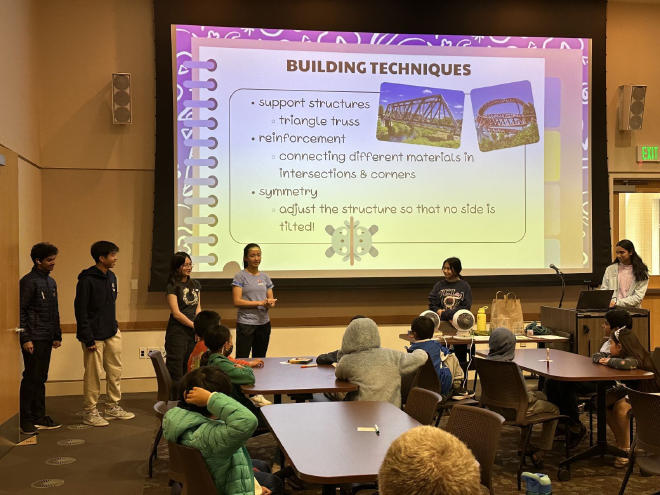 BUILDING TECHNIQUES
• support structures
◦ triangle truss
• reinforcement
◦ connecting different materials in
intersections & corners
• symmetry
◦ adjust the structure so that no side is
tilted!
EXIT